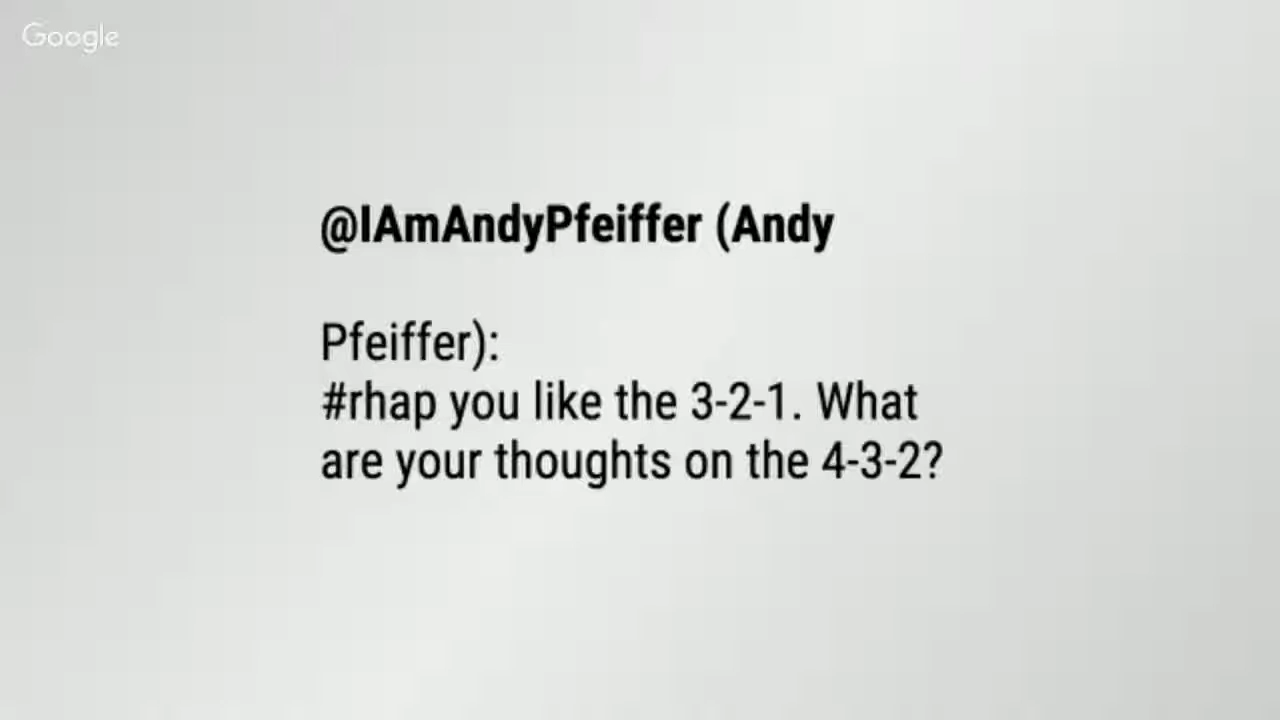 Google
@IAmAndyPfeiffer (Andy
Pfeiffer):
#rhap you like the 3-2-1. What
are your thoughts on the 4-3-2?